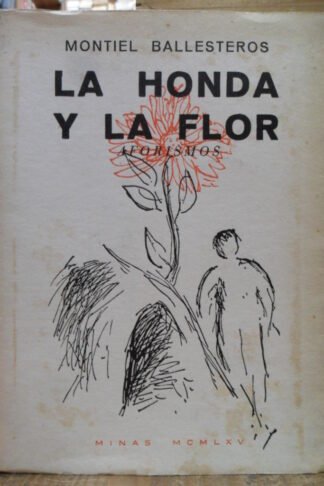 MONTIEL BALLESTEROS
LA HONDA
Y LA FLOR
AFORISMOS
MINAS MCMLXV